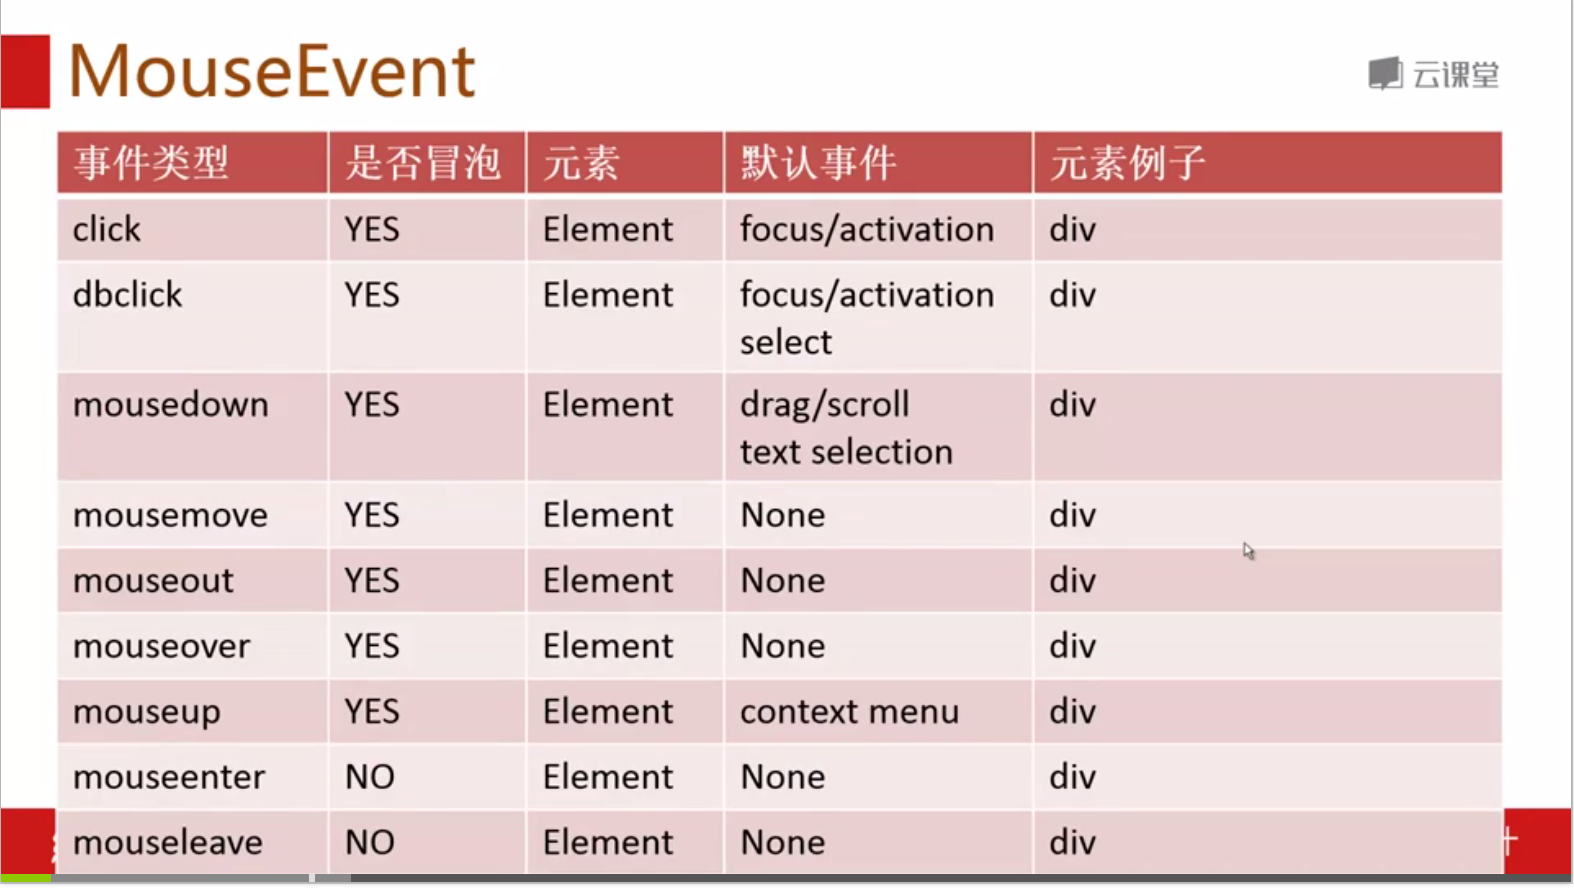 MouseEvent
云课堂
事件类型 是否冒泡 元素 默认事件 元素例子
click YES Element focus/activation div
dbclick YES Element focus/activation div
select
mousedown YES Element drag/scroll div
text selection
mousemove YES Element None div
mouseout YES Element None div
mouseover YES Element None div
mouseup YES Element context menu div
mouseenter NO Element None div
mouseleave NO Element None div